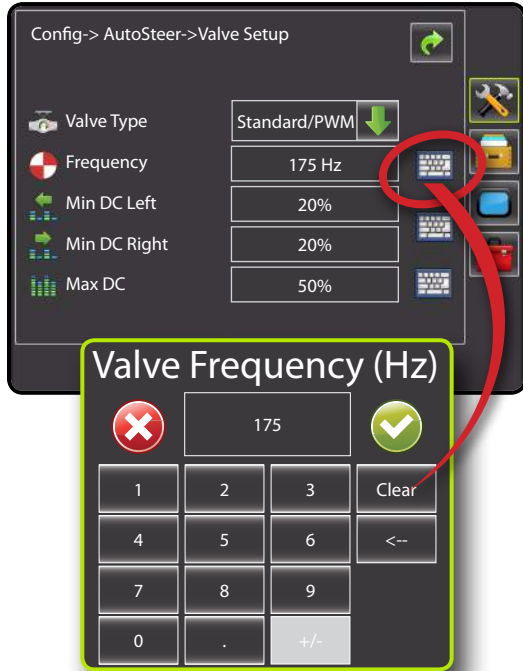 Config-> AutoSteer->Valve Setup
Valve Type Standard/PWM
Frequency 175 Hz
Min DC Left 20%
Min DC Right 20%
Max DC 50%
Valve Frequency (Hz)
175
1 2 3 Clear
4 5 6 <--
7 8 9
0 . +/-